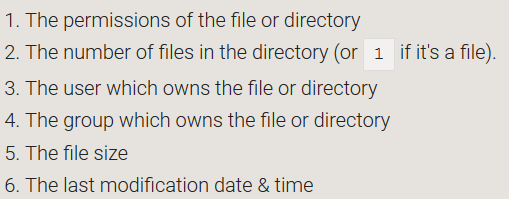 1. The permissions of the file or directory
2. The number of files in the directory (or 1 if it's a file).
3. The user which owns the file or directory
4. The group which owns the file or directory
5. The file size
6. The last modification date & time